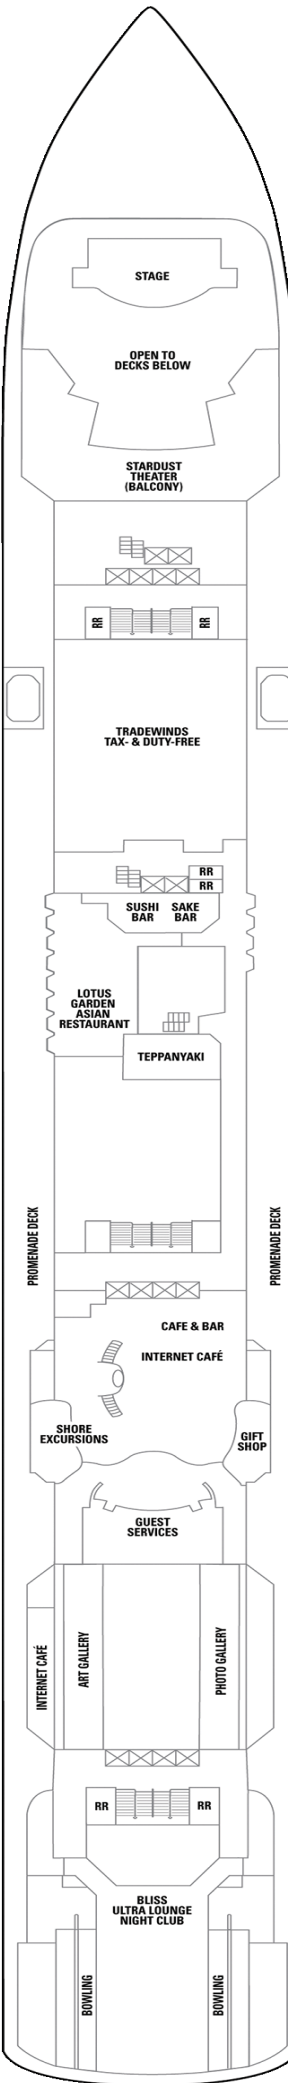 STAGE
OPEN TO
DECKS BELOW
STARDUST
THEATER
(BALCONY)
RR
RR
TRADEWINDS
TAX- & DUTY-FREE
RR
RR
SUSHI
BAR
SAKE
BAR
LOTUS
GARDEN
ASIAN
RESTAURANT
TEPPANYAKI
PROMENADE DECK
PROMENADE DECK
CAFE & BAR
INTERNET CAFÉ
SHORE
EXCURSIONS
GIFT
SHOP
GUEST
SERVICES
INTERNET CAFÉ
ART GALLERY
PHOTO GALLERY
RR
RR
BLISS
ULTRA LOUNGE
NIGHT CLUB
BOWLING
BOWLING